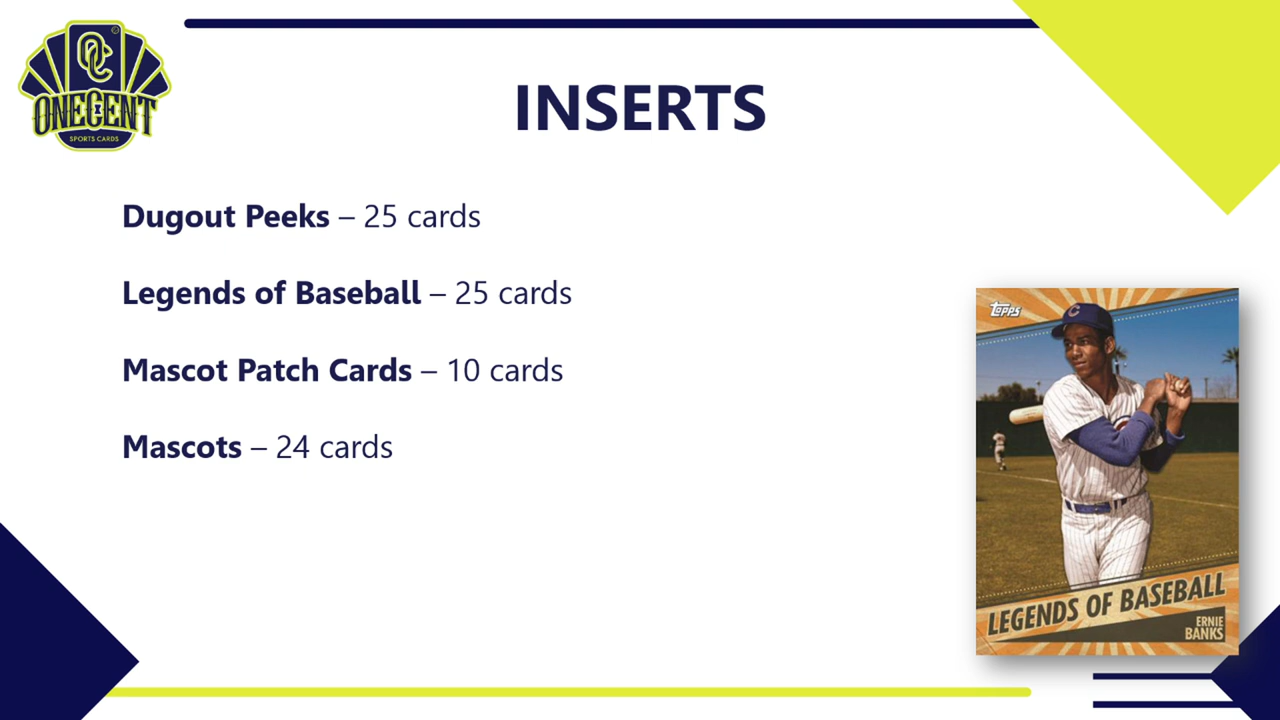 OC
ONECENT
SPORTS CARDS
INSERTS
Dugout Peeks – 25 cards
Legends of Baseball – 25 cards
Mascot Patch Cards – 10 cards
Mascots – 24 cards
Topps
C
LEGENDS OF BASEBALL
ERNIE
BANKS